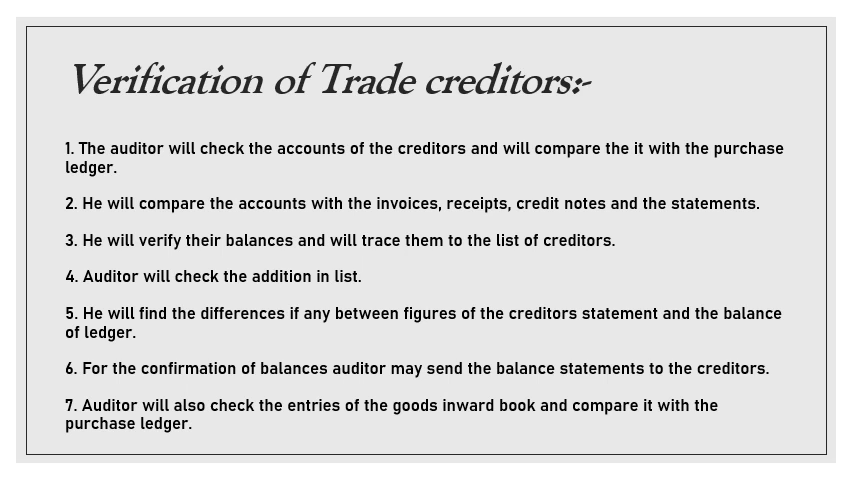 Verification of Trade creditors:-
1. The auditor will check the accounts of the creditors and will compare the it with the purchase
ledger.
2. He will compare the accounts with the invoices, receipts, credit notes and the statements.
3. He will verify their balances and will trace them to the list of creditors.
4. Auditor will check the addition in list.
5. He will find the differences if any between figures of the creditors statement and the balance
of ledger.
6. For the confirmation of balances auditor may send the balance statements to the creditors.
7. Auditor will also check the entries of the goods inward book and compare it with the
purchase ledger.